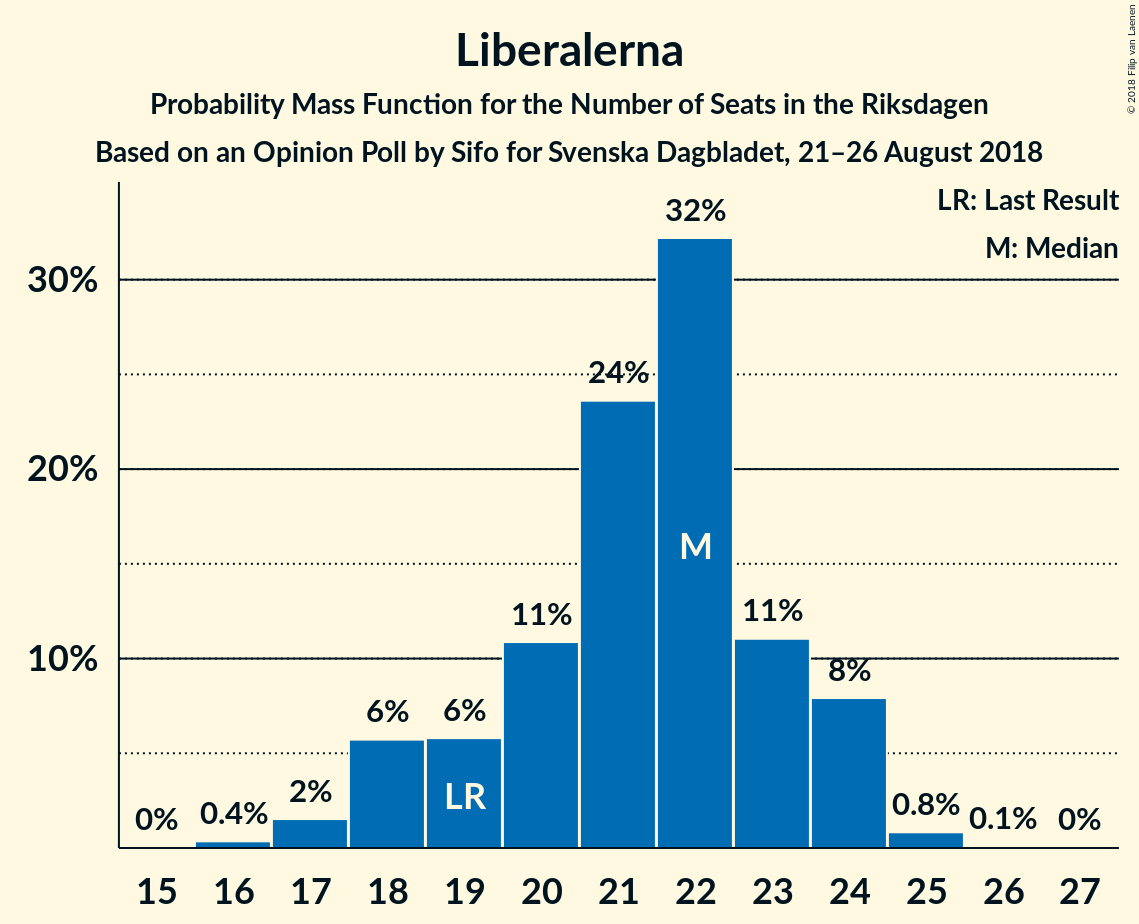 Liberalerna
Probability Mass Function for the Number of Seats in the Riksdagen
Based on an Opinion Poll by Sifo for Svenska Dagbladet, 21–26 August 2018
© 2018 Filip van Laenen
LR: Last Result
M: Median
30%
20%
10%
0%
0.4%
2%
6%
6%
11%
24%
32%
11%
8%
0.8%
0.1%
0%
LR
M
15 16 17 18 19 20 21 22 23 24 25 26 27